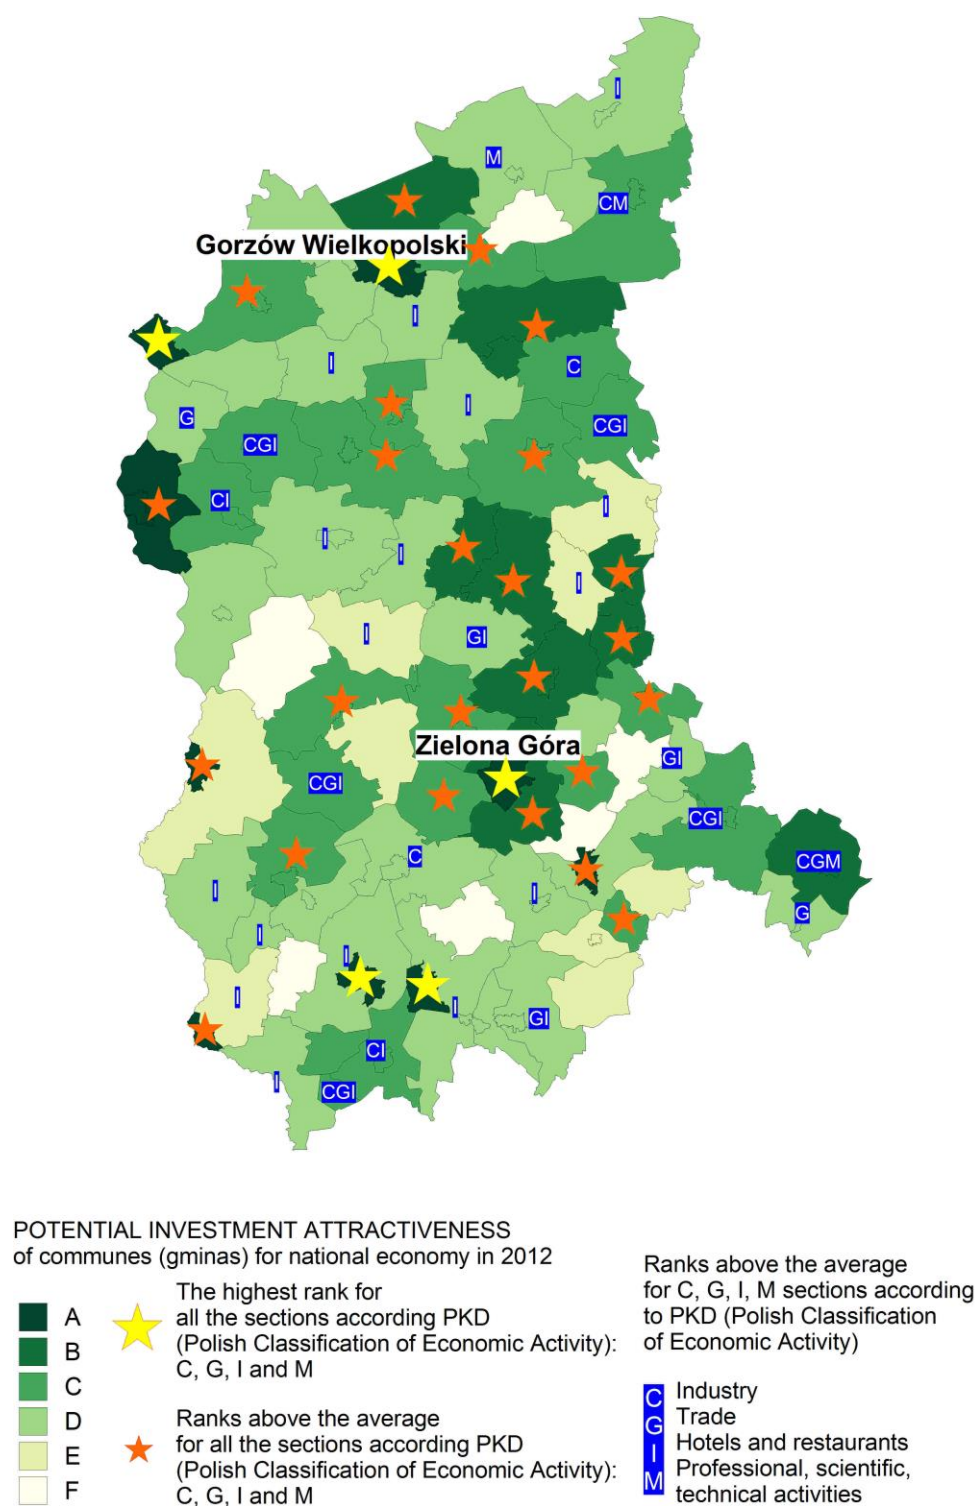 I
M
CM
Gorzów Wielkopolski
I
I
C
I
G
CGI
CGI
CI
I
I
I
I
I
GI
Zielona Góra
GI
CGI
CGI
C
CGM
I
I
G
I
I
I
I
GI
CI
I
CGI
POTENTIAL INVESTMENT ATTRACTIVENESS
of communes (gminas) for national economy in 2012
A
B
C
D
E
F
The highest rank for
all the sections according PKD
(Polish Classification of Economic Activity):
C, G, I and M
Ranks above the average
for all the sections according PKD
(Polish Classification of Economic Activity):
C, G, I and M
Ranks above the average
for C, G, I, M sections according
to PKD (Polish Classification
of Economic Activity)
C Industry
G Trade
I Hotels and restaurants
M Professional, scientific,
technical activities